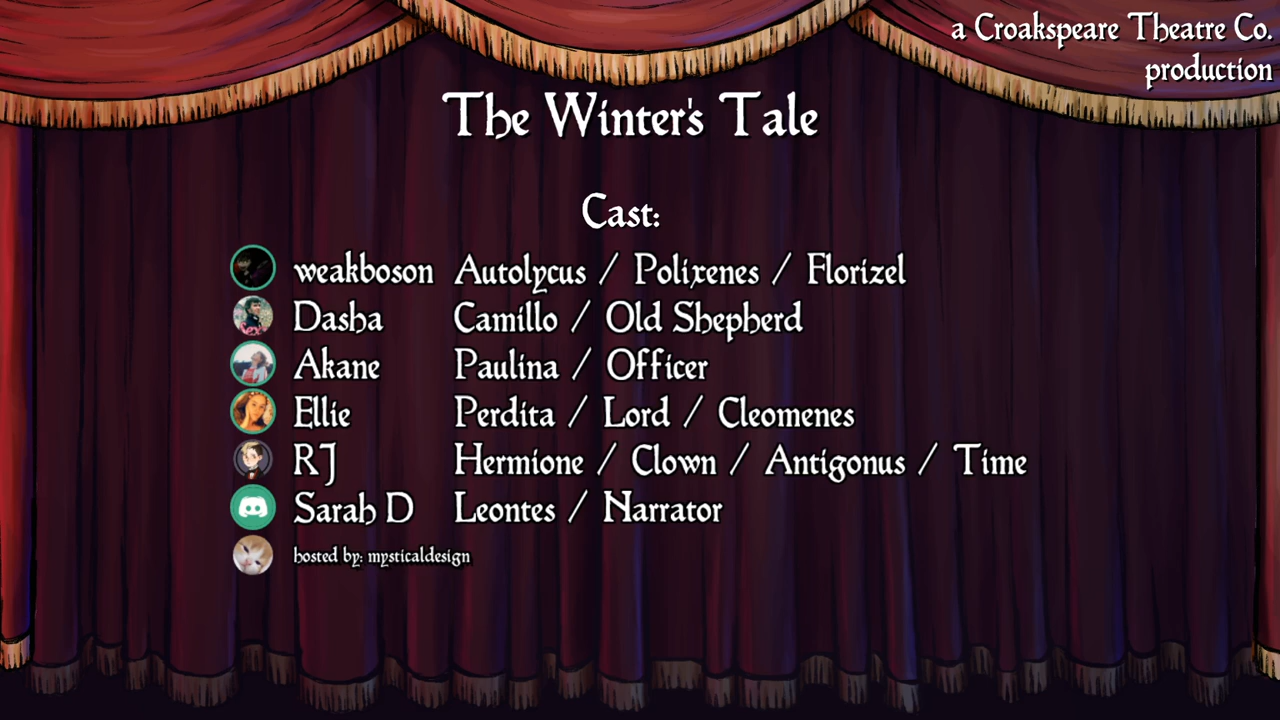 a Croakspeare Theatre Co.
production
The Winter's Tale
Cast:
weakboson Autolycus / Polixenes / Florizel
Dasha Camillo / Old Shepherd
Sex
Akane Paulina / Officer
Ellie Perdita / Lord / Cleomenes
RJ Hermione / Clown / Antigonus / Time
Sarah D Leontes / Narrator
hosted by: mysticaldesign